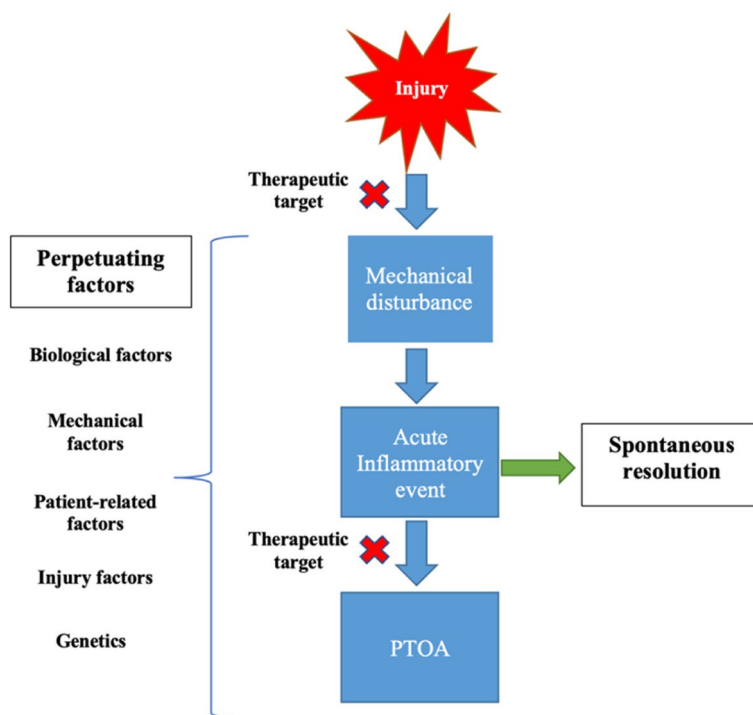 Injury
Therapeutic
target
Perpetuating
factors
Mechanical
disturbance
Biological factors
Mechanical
factors
Acute
Inflammatory
event
Spontaneous
resolution
Patient-related
factors
Therapeutic
target
Injury factors
Genetics
PTOA